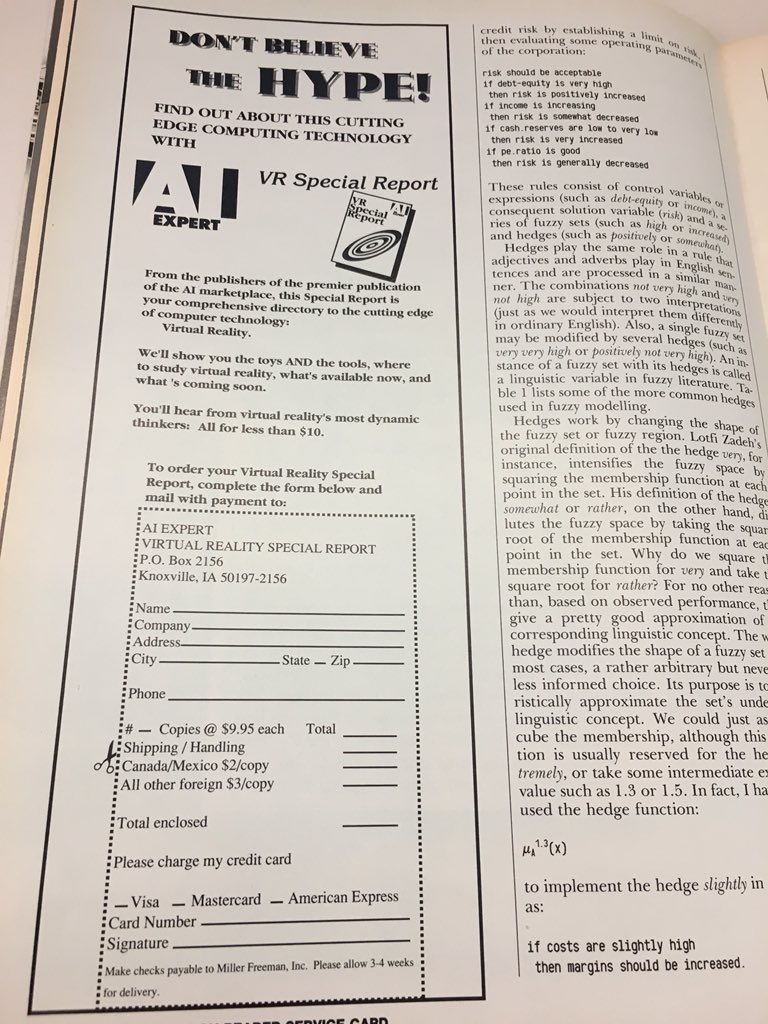 DON'T BELIEVE
THE HYPE!
FIND OUT ABOUT THIS CUTTING
EDGE COMPUTING TECHNOLOGY
WITH
AI
EXPERT
VR Special Report
VR
Special
Report
AI
From the publishers of the premier publication
of the AI marketplace, this Special Report is
your comprehensive directory to the cutting edge
of computer technology:
Virtual Reality.
We'll show you the toys AND the tools, where
to study virtual reality, what's available now, and
what 's coming soon.
You'll hear from virtual reality's most dynamic
thinkers: All for less than $10.
To order your Virtual Reality Special
Report, complete the form below and
mail with payment to:
AI EXPERT
VIRTUAL REALITY SPECIAL REPORT
P.O. Box 2156
Knoxville, IA 50197-2156
Name
Company
Address
City State Zip
Phone
# — Copies @ $9.95 each Total
Shipping / Handling
Canada/Mexico $2/copy
All other foreign $3/copy
Total enclosed
Please charge my credit card
Visa Mastercard American Express
Card Number
Signature
Make checks payable to Miller Freeman, Inc. Please allow 3-4 weeks
for delivery.
READER SERVICE CARD
credit risk by establishing a limit on risk,
then evaluating some operating parameters
of the corporation:
risk should be acceptable
if debt-equity is very high
then risk is positively increased
if income is increasing
then risk is somewhat decreased
if cash.reserves are low to very low
then risk is very increased
if pe.ratio is good
then risk is generally decreased
These rules consist of control variables or
expressions (such as debt-equity or income), a
consequent solution variable (risk) and a se-
ries of fuzzy sets (such as high or increased)
and hedges (such as positively or somewhat).
Hedges play the same role in a rule that
adjectives and adverbs play in English sen-
tences and are processed in a similar man-
ner. The combinations not very high and very
not high are subject to two interpretations
(just as we would interpret them differently
in ordinary English). Also, a single fuzzy set
may be modified by several hedges (such as
very very high or positively not very high). An in-
stance of a fuzzy set with its hedges is called
a linguistic variable in fuzzy literature. Ta-
ble 1 lists some of the more common hedges
used in fuzzy modelling.
Hedges work by changing the shape of
the fuzzy set or fuzzy region. Lotfi Zadeh's
original definition of the the hedge very, for
instance, intensifies the fuzzy space by
squaring the membership function at each
point in the set. His definition of the hedge
somewhat or rather, on the other hand, di
lutes the fuzzy space by taking the squar
root of the membership function at eac
point in the set. Why do we square t
membership function for very and take t
square root for rather? For no other reas
than, based on observed performance, t
give a pretty good approximation of
corresponding linguistic concept. The w
hedge modifies the shape of a fuzzy set
most cases, a rather arbitrary but neve
less informed choice. Its purpose is to
ristically approximate the set's unde
linguistic concept. We could just as
cube the membership, although this
tion is usually reserved for the he
tremely, or take some intermediate ex
value such as 1.3 or 1.5. In fact, I ha
used the hedge function:
μA1.3(x)
to implement the hedge slightly in
as:
if costs are slightly high
then margins should be increased.